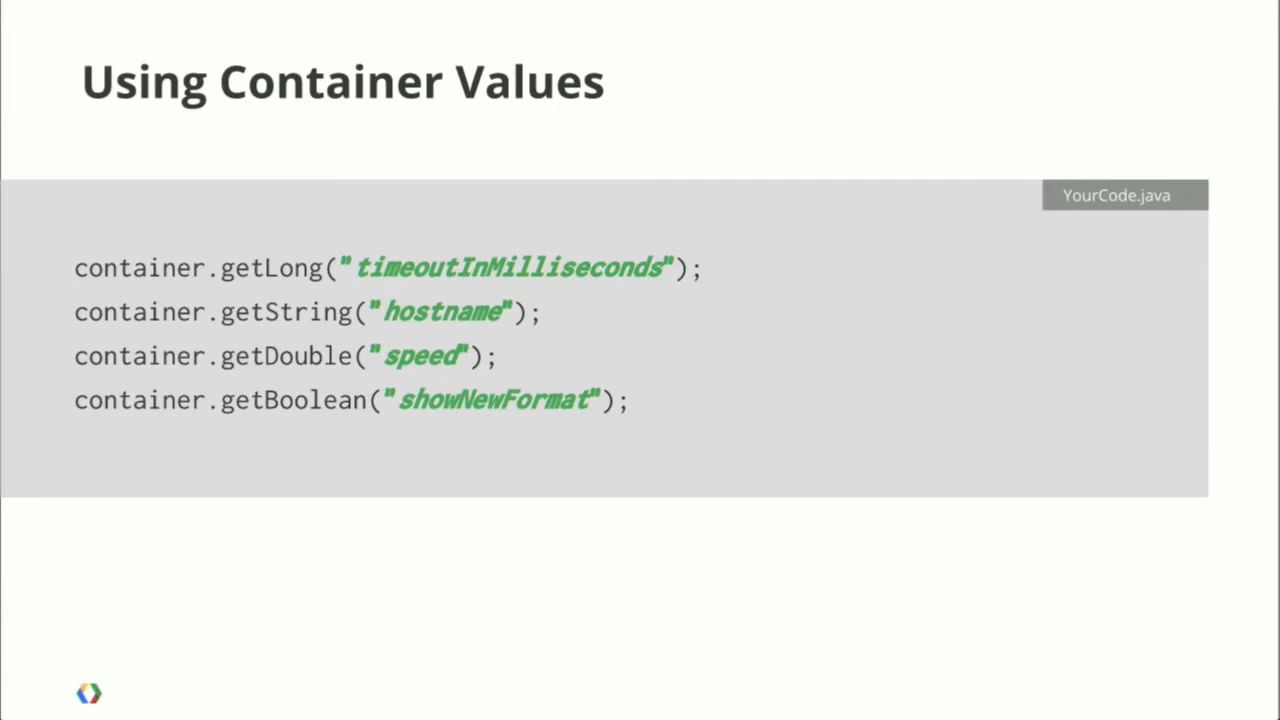 Using Container Values
YourCode.java
container.getLong("timeoutInMilliseconds");
container.getString("hostname");
container.getDouble("speed");
container.getBoolean("showNewFormat");